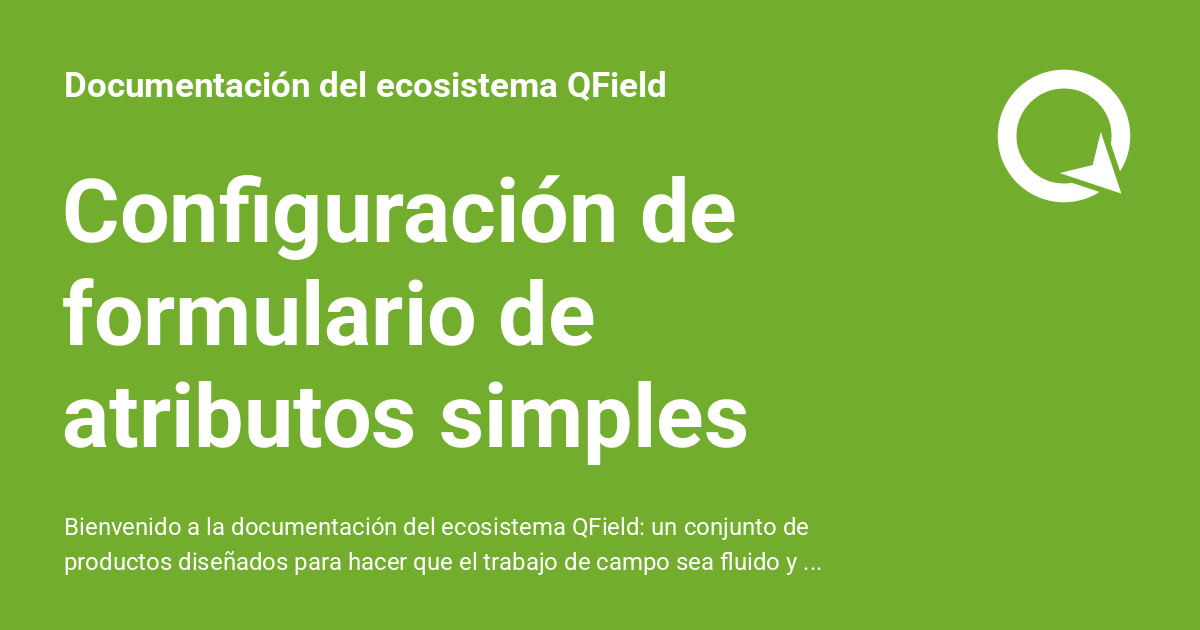 Documentación del ecosistema QField
Configuración de
formulario de
atributos simples
Bienvenido a la documentación del ecosistema QField: un conjunto de
productos diseñados para hacer que el trabajo de campo sea fluido y ...